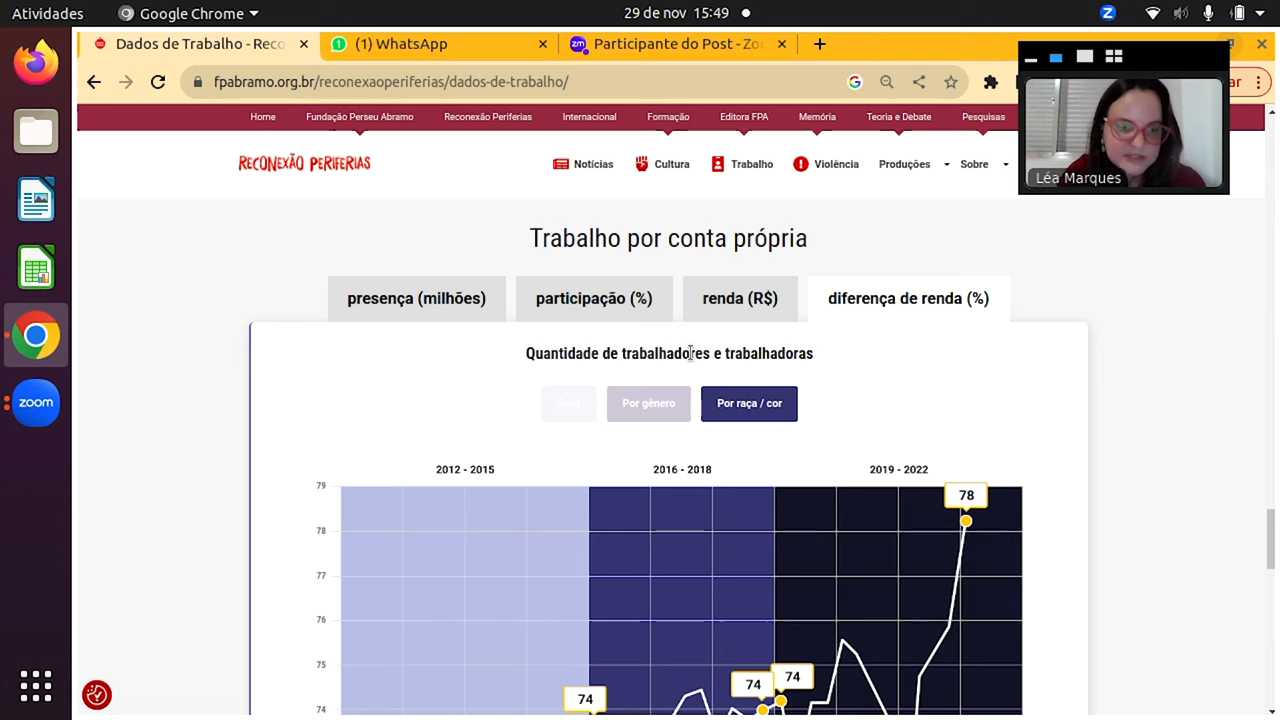 Atividades
Google Chrome
29 de nov 15:49
Z
Dados de Trabalho - Reco
(1) WhatsApp
zm
Participante do Post - Zoo
fpabramo.org.br/reconexaoperiferias/dados-de-trabalho/
ar
Home
Fundação Perseu Abramo
Reconexão Periferias
Internacional
Formação
Editora FPA
Memória
Teoria e Debate
Pesquisas
RECONEXÃO PERIFERIAS
Notícias
Cultura
Trabalho
Violência
Produções
Sobre
Léa Marques
zoom
Trabalho por conta própria
presença (milhões)
participação (%)
renda (R$)
diferença de renda (%)
Quantidade de trabalhadores e trabalhadoras
Total
Por gênero
Por raça / cor
2012 - 2015
2016 - 2018
2019 - 2022
79
78
77
76
75
74
78
74
74
74